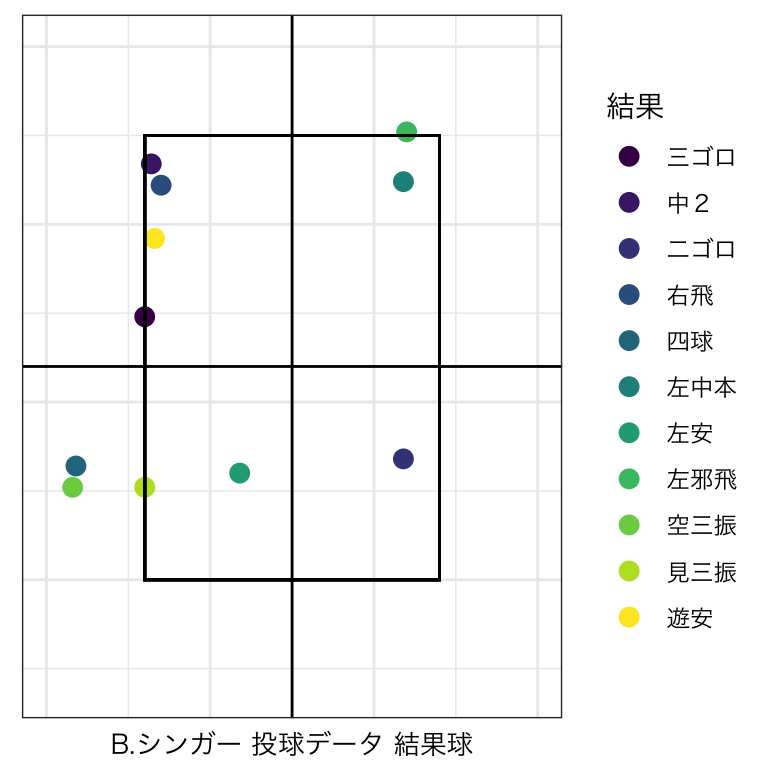 結果
三ゴロ
中２
二ゴロ
右飛
四球
左中本
左安
左邪飛
空三振
見三振
遊安
B.シンガー 投球データ 結果球